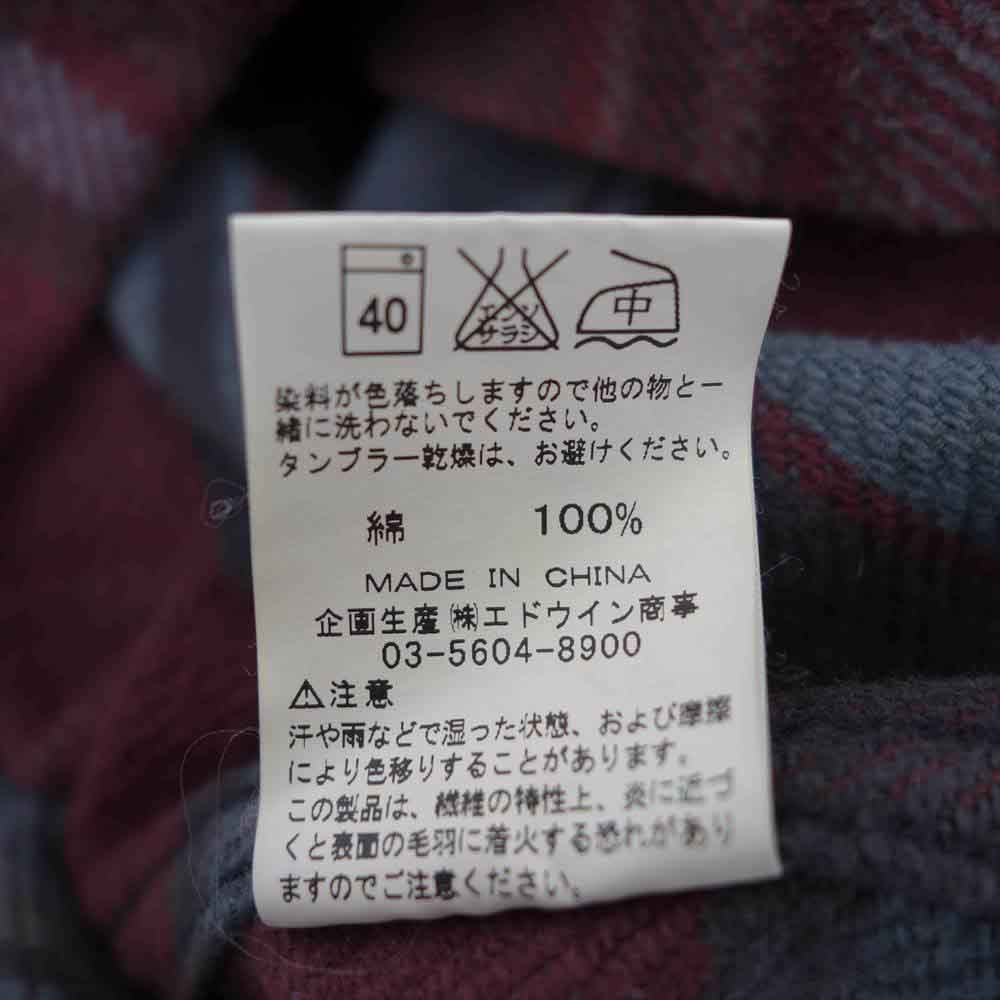 40 エンソ サラシ 中
染料が色落ちしますので他の物と一
緒に洗わないでください。
タンブラー乾燥は、お避けください。
綿 100%
MADE IN CHINA
企画生産㈱エドウイン商事
03-5604-8900
⚠注意
汗や雨などで湿った状態、および摩擦
により色移りすることがあります。
この製品は、繊維の特性上、炎に近づ
くと表面の毛羽に着火する恐れがあり
ますのでご注意ください。